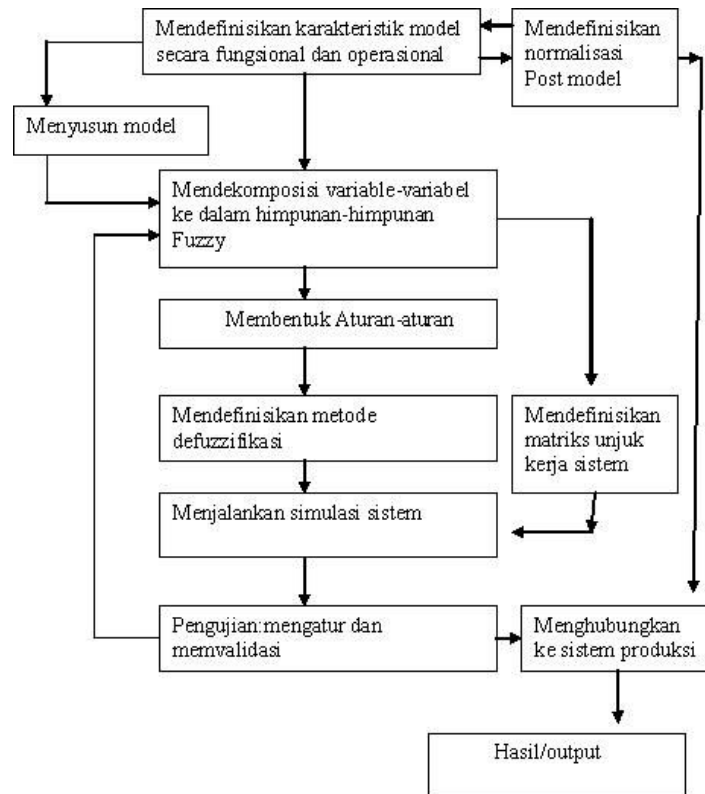 Mendefinisikan karakteristik model
secara fungsional dan operasional
Mendefinisikan
normalisasi
Post model
Menyusun model
Mendekomposisi variable-variabel
ke dalam himpunan-himpunan
Fuzzy
Membentuk Aturan-aturan
Mendefinisikan metode
defuzzifikasi
Mendefinisikan
matriks unjuk
kerja sistem
Menjalankan simulasi sistem
Pengujian:mengatur dan
memvalidasi
Menghubungkan
ke sistem produksi
Hasil/output